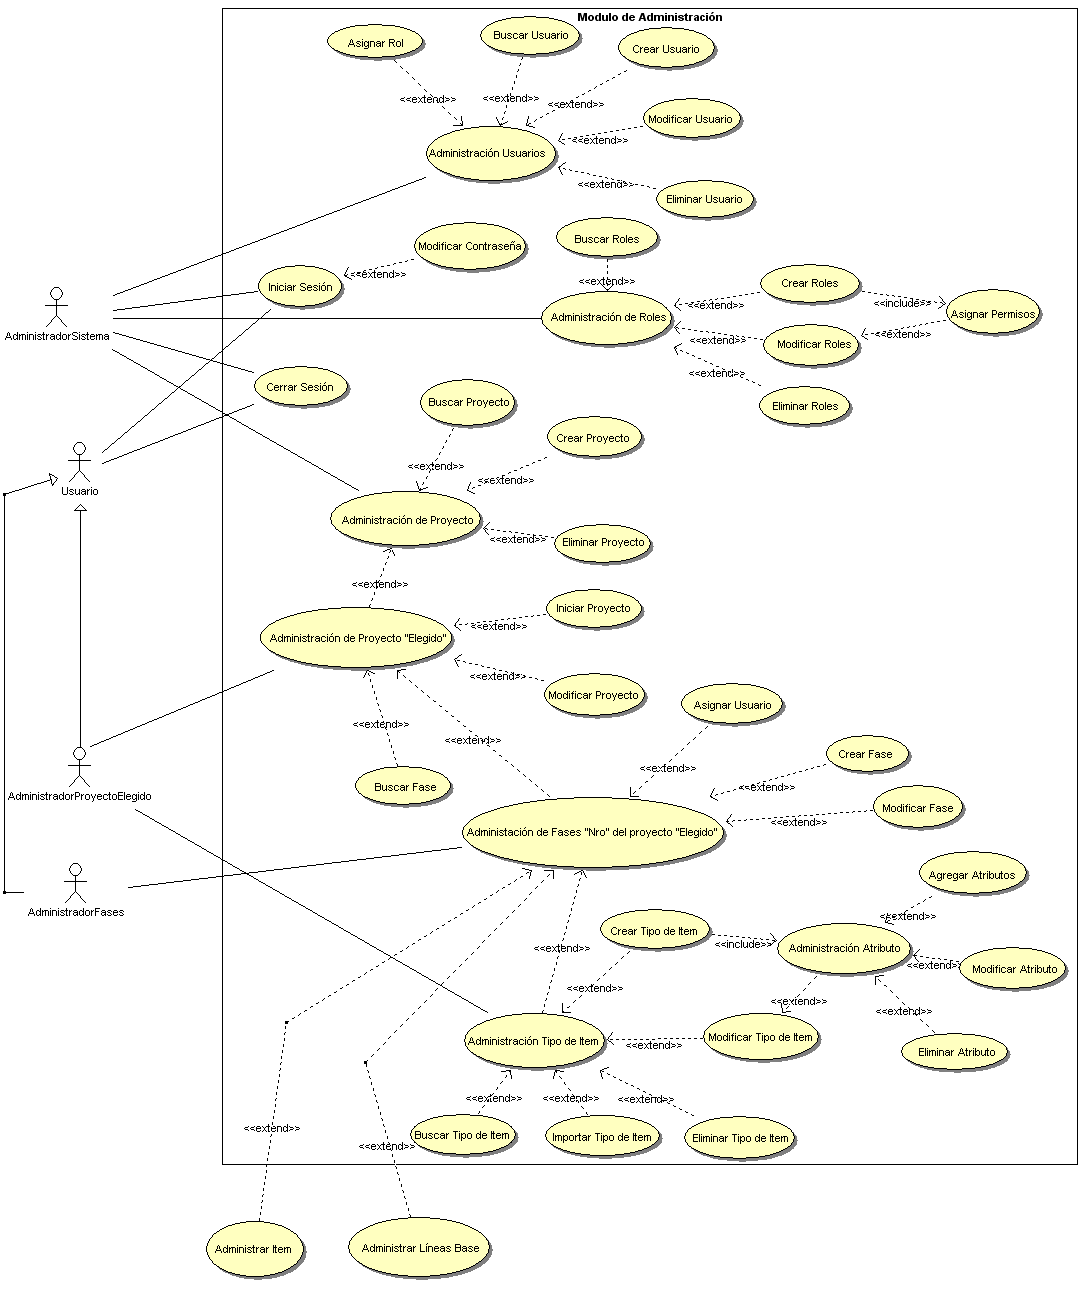 Modulo de Administración
Asignar Rol
Buscar Usuario
Crear Usuario
<<extend>>
<<extend>>
<<extend>>
Modificar Usuario
<<extend>>
Administración Usuarios
<<extend>>
Eliminar Usuario
Modificar Contraseña
Buscar Roles
<<extend>>
Iniciar Sesión
<<extend>>
Crear Roles
<<extend>>
<<include>>
Asignar Permisos
Administración de Roles
AdministradorSistema
<<extend>>
Modificar Roles
<<extend>>
<<extend>>
Cerrar Sesión
Eliminar Roles
Buscar Proyecto
Crear Proyecto
<<extend>>
<<extend>>
Usuario
Administración de Proyecto
<<extend>>
Eliminar Proyecto
<<extend>>
Iniciar Proyecto
<<extend>>
Administración de Proyecto "Elegido"
<<extend>>
Modificar Proyecto
Asignar Usuario
<<extend>>
<<extend>>
Crear Fase
<<extend>>
Buscar Fase
<<extend>>
AdministradorProyectoElegido
Modificar Fase
<<extend>>
Administación de Fases "Nro" del proyecto "Elegido"
Agregar Atributos
AdministradorFases
<<extend>>
Crear Tipo de Item
<<include>>
Administración Atributo
<<extend>>
<<extend>>
Modificar Atributo
<<extend>>
<<extend>>
<<extend>>
Administración Tipo de Item
<<extend>>
Modificar Tipo de Item
Eliminar Atributo
<<extend>>
<<extend>>
<<extend>>
<<extend>>
Buscar Tipo de Item
Importar Tipo de Item
Eliminar Tipo de Item
<<extend>>
Administrar Item
Administrar Líneas Base